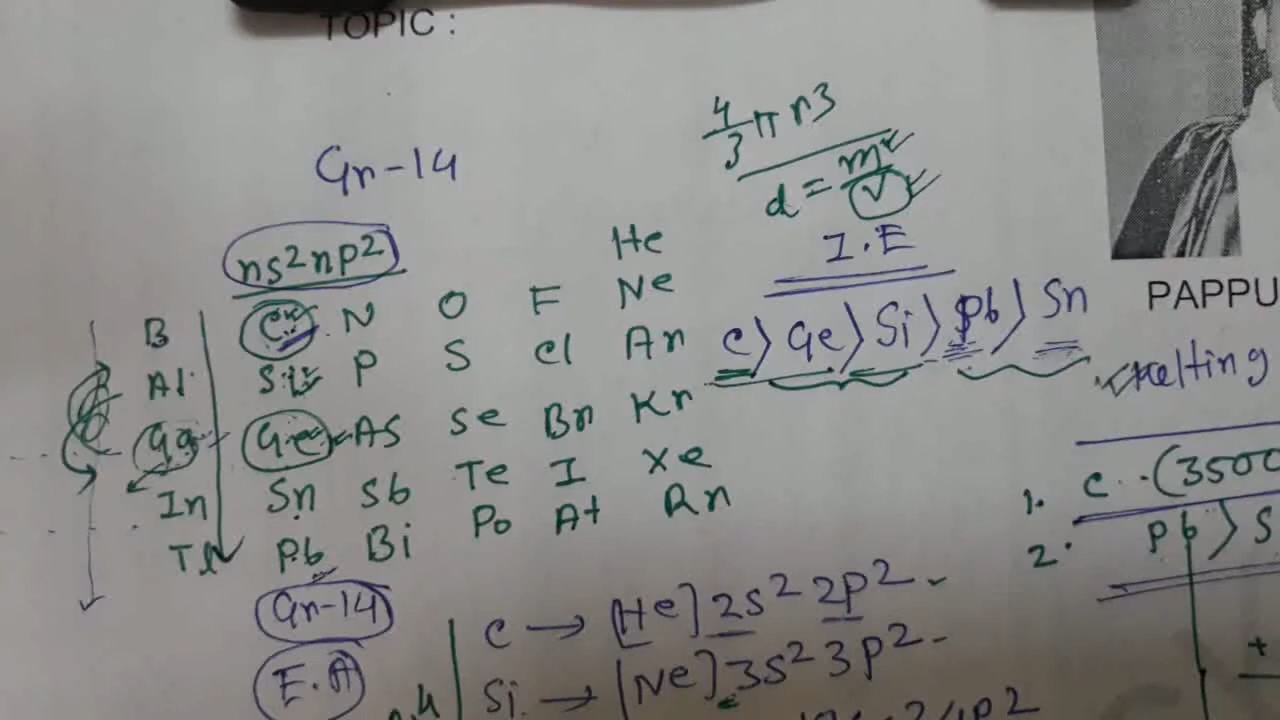 TOPIC :
4/3 πr3
d = m/V
Gr-14
ns²np²
I.E
C > Ge > Si > Pb > Sn
PAPPU
He
B C N O F Ne
Al Si P S Cl Ar
Ga Ge As Se Br Kr
In Sn Sb Te I Xe
Tl Pb Bi Po At Rn
Melting
1. C .. (3500
2. Pb > S
Gr-14
E.A
C → [He] 2s² 2p²
Si → [Ne] 3s² 3p²